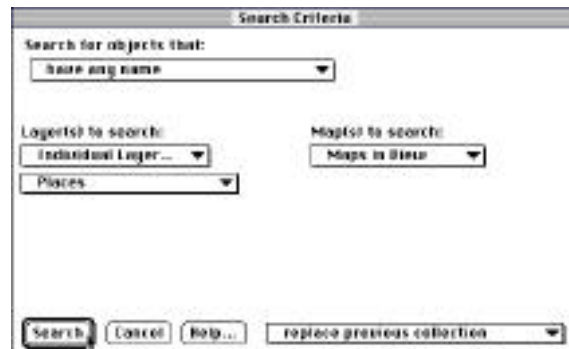 Search Criteria
Search for objects that:
have any name
Layer(s) to search:
Map(s) to search:
Individual Layer...
Maps in View
Places
Search
Cancel
Help...
replace previous collection